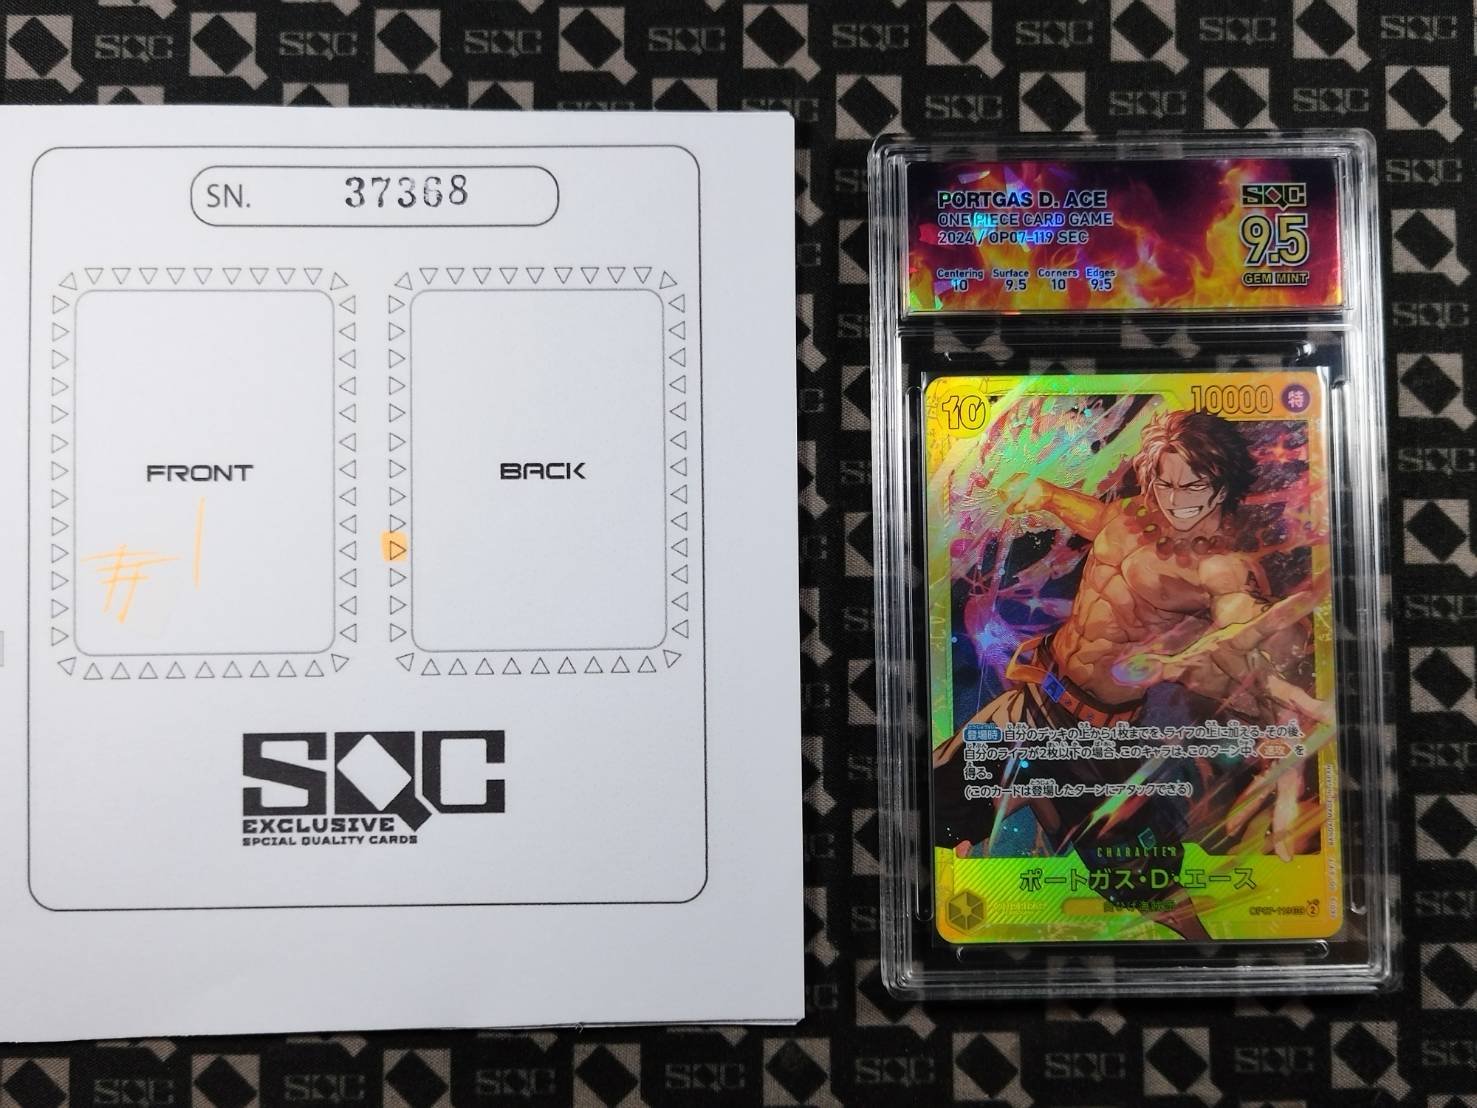 SN. 37368
FRONT
BACK
# 1
SQC
EXCLUSIVE
SPCIAL QUALITY CARDS
PORTGAS D. ACE
ONE PIECE CARD GAME
2024 / OP07-119 SEC
Centering Surface Corners Edges
10 9.5 10 9.5
SQC
9.5
GEM MINT
10
10000 特
登場時 自分のデッキの上から1枚までを、ライフの上に加える。その後、
自分のライフが2枚以下の場合、このキャラは、このターン中、速攻 を
得る。
(このカードは登場したターンにアタックできる)
CHARACTER
ポートガス・D・エース
OP07-119 SEC 2